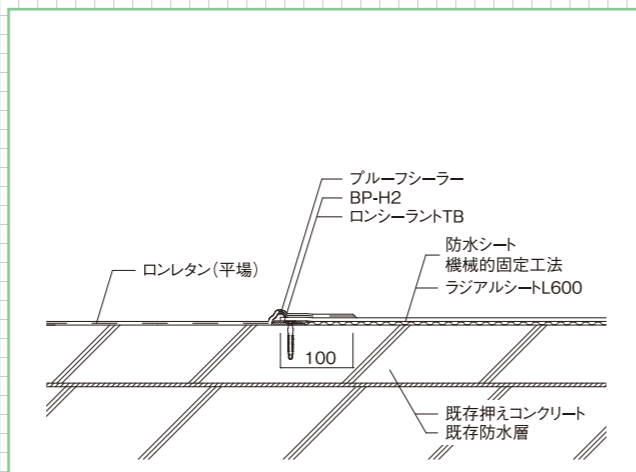 プルーフシーラー
BP-H2
ロンシーラントTB
防水シート
機械的固定工法
ラジアルシートL600
ロンレタン（平場）
100
既存押えコンクリート
既存防水層